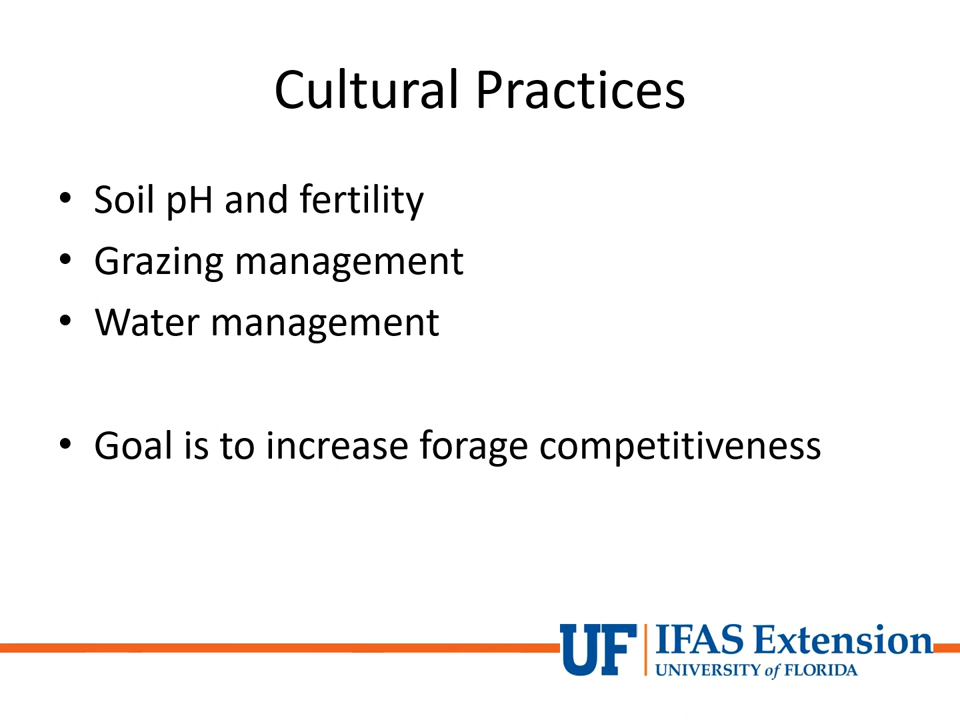 Cultural Practices
• Soil pH and fertility
• Grazing management
• Water management
• Goal is to increase forage competitiveness
UF IFAS Extension
UNIVERSITY of FLORIDA